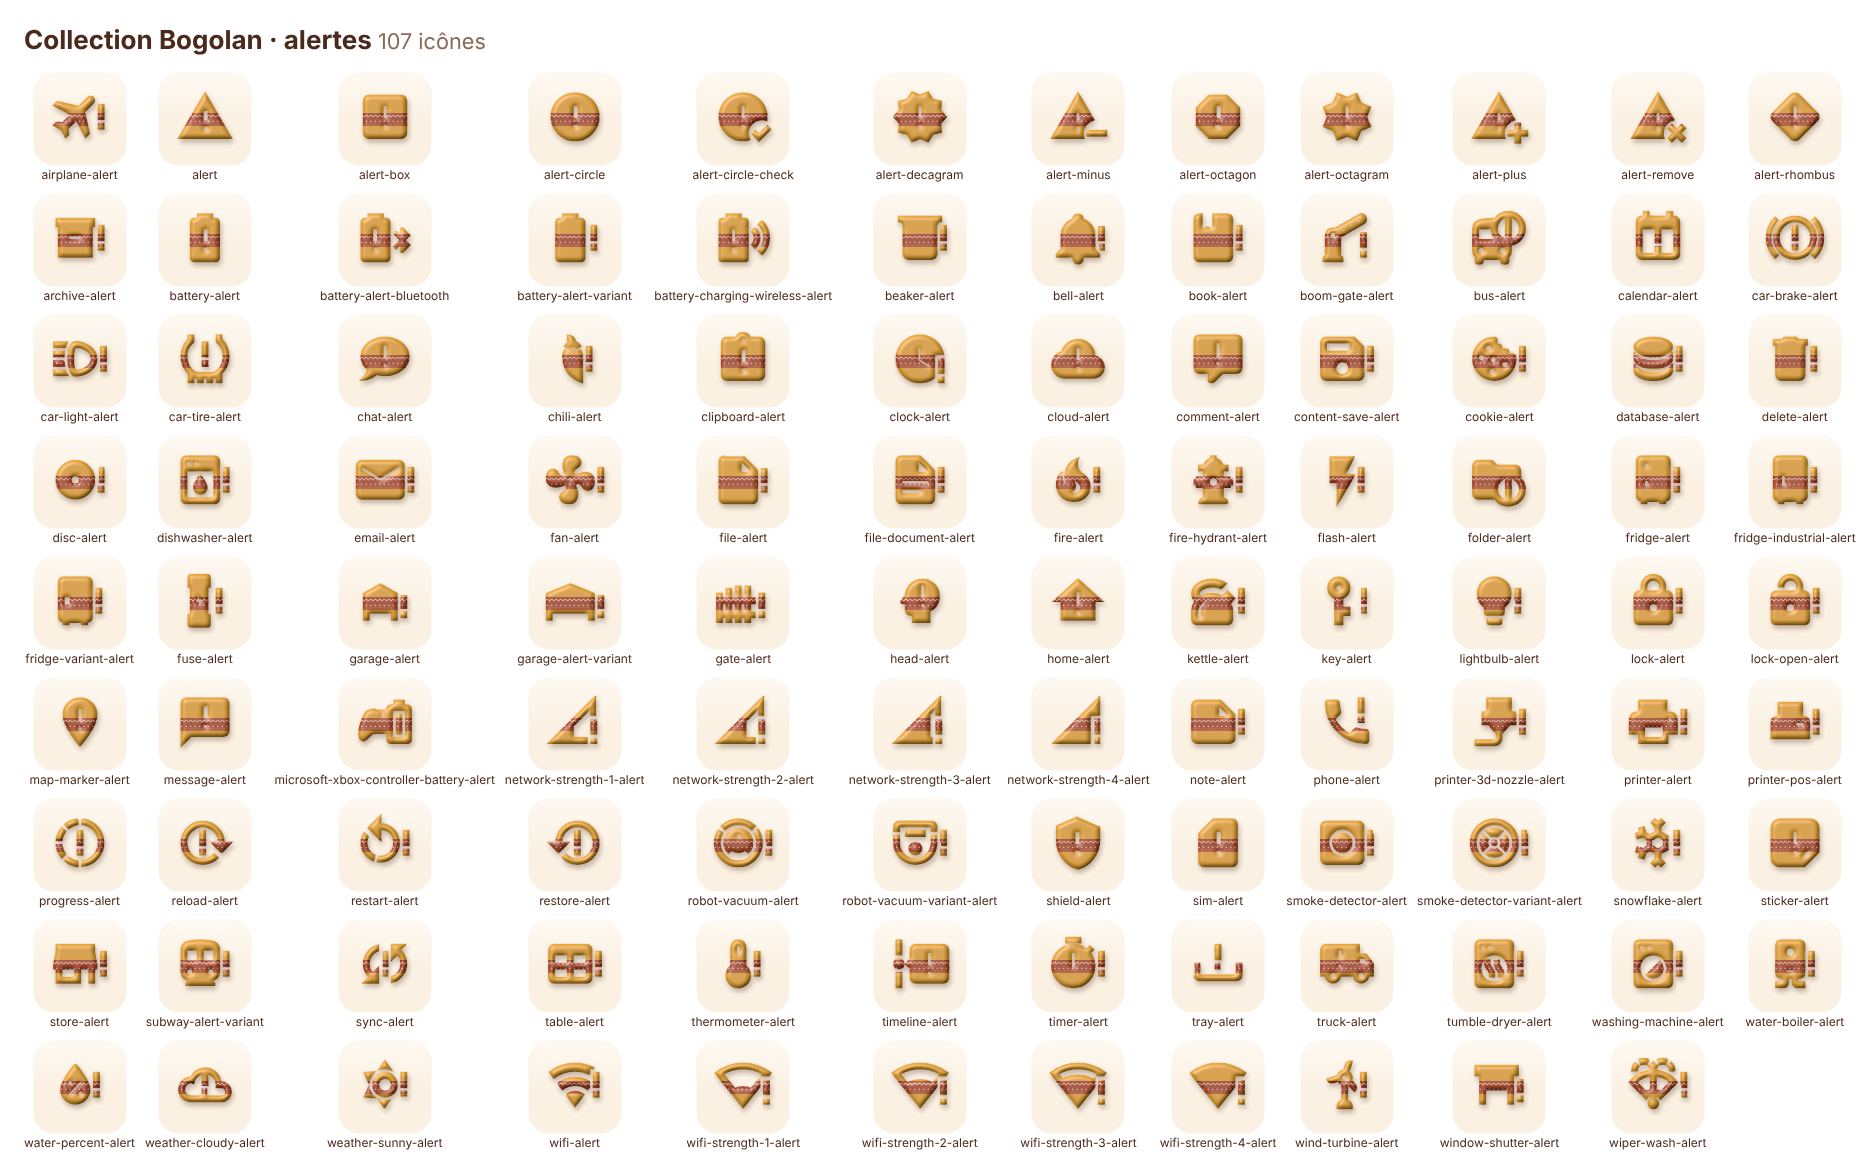 Collection Bogolan · alertes 107 icônes
airplane-alert alert alert-box alert-circle alert-circle-check alert-decagram alert-minus alert-octagon alert-octagram alert-plus alert-remove alert-rhombus
archive-alert battery-alert battery-alert-bluetooth battery-alert-variant battery-charging-wireless-alert beaker-alert bell-alert book-alert boom-gate-alert bus-alert calendar-alert car-brake-alert
car-light-alert car-tire-alert chat-alert chili-alert clipboard-alert clock-alert cloud-alert comment-alert content-save-alert cookie-alert database-alert delete-alert
disc-alert dishwasher-alert email-alert fan-alert file-alert file-document-alert fire-alert fire-hydrant-alert flash-alert folder-alert fridge-alert fridge-industrial-alert
fridge-variant-alert fuse-alert garage-alert garage-alert-variant gate-alert head-alert home-alert kettle-alert key-alert lightbulb-alert lock-alert lock-open-alert
map-marker-alert message-alert microsoft-xbox-controller-battery-alert network-strength-1-alert network-strength-2-alert network-strength-3-alert network-strength-4-alert note-alert phone-alert printer-3d-nozzle-alert printer-alert printer-pos-alert
progress-alert reload-alert restart-alert restore-alert robot-vacuum-alert robot-vacuum-variant-alert shield-alert sim-alert smoke-detector-alert smoke-detector-variant-alert snowflake-alert sticker-alert
store-alert subway-alert-variant sync-alert table-alert thermometer-alert timeline-alert timer-alert tray-alert truck-alert tumble-dryer-alert washing-machine-alert water-boiler-alert
water-percent-alert weather-cloudy-alert weather-sunny-alert wifi-alert wifi-strength-1-alert wifi-strength-2-alert wifi-strength-3-alert wifi-strength-4-alert wind-turbine-alert window-shutter-alert wiper-wash-alert